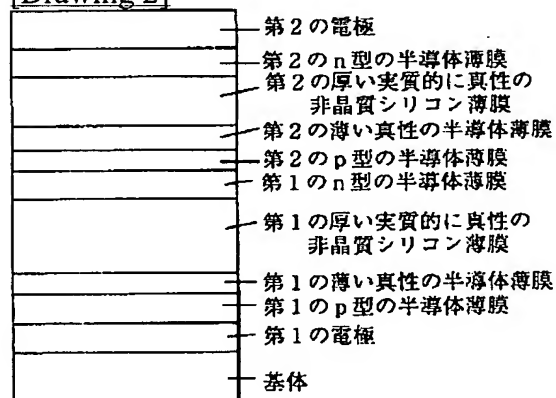 [Drawing 2]
第2の電極
第2のn型の半導体薄膜
第2の厚い実質的に真性の
非晶質シリコン薄膜
第2の薄い真性の半導体薄膜
第2のp型の半導体薄膜
第1のn型の半導体薄膜
第1の厚い実質的に真性の
非晶質シリコン薄膜
第1の薄い真性の半導体薄膜
第1のp型の半導体薄膜
第1の電極
基体